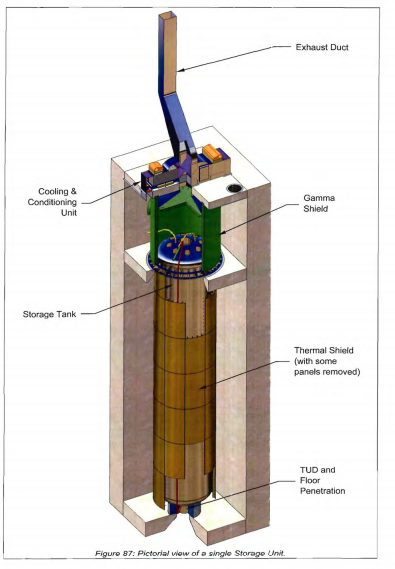 Exhaust Duct
Cooling &
Conditioning
Unit
Gamma
Shield
Storage Tank
Thermal Shield
(with some
panels removed)
TUD and
Floor
Penetration
Figure 87: Pictorial view of a single Storage Unit.